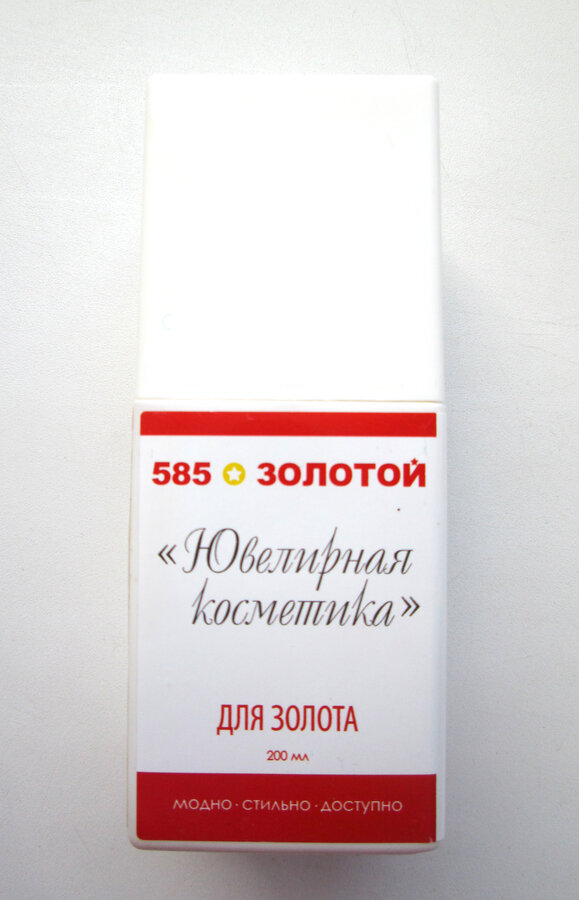 585 ЗОЛОТОЙ
«Ювелирная
косметика»
ДЛЯ ЗОЛОТА
200 мл
МОДНО · СТИЛЬНО · ДОСТУПНО